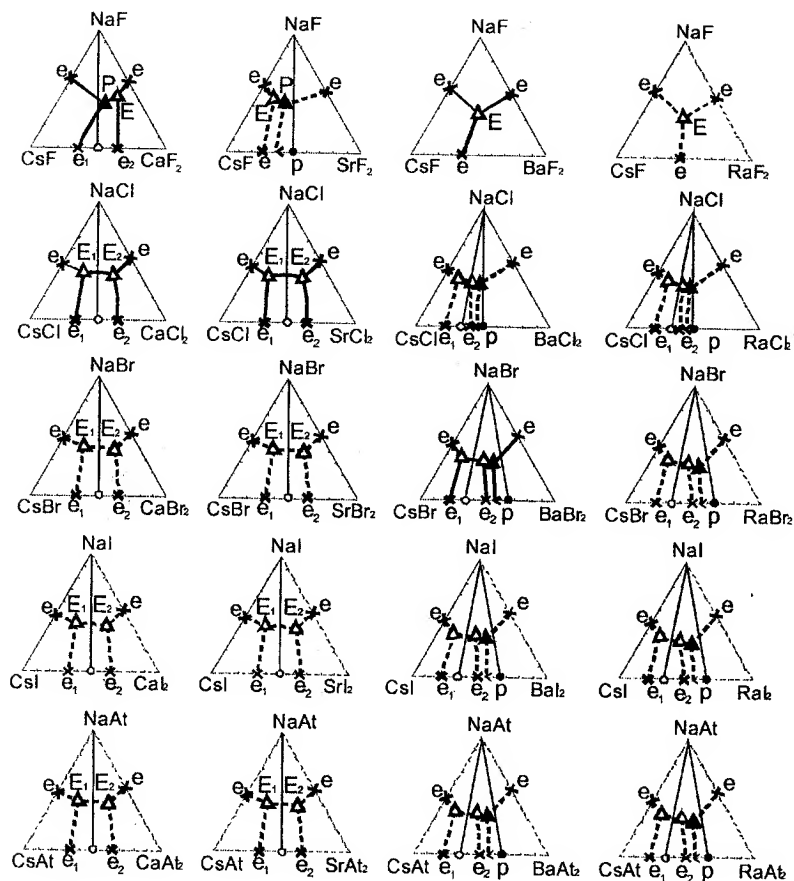 NaF NaF NaF NaF
e P e E
e P e E
e e E
e e E
CsF e₁ e₂ CaF₂ CsF e p SrF₂ CsF e BaF₂ CsF e RaF₂
NaCl NaCl NaCl NaCl
e E₁ E₂ e e E₁ E₂ e e e e e
CsCl e₁ e₂ CaCl₂ CsCl e₁ e₂ SrCl₂ CsCl e₁ e₂ p BaCl₂ CsCl e₁ e₂ p RaCl₂
NaBr NaBr NaBr NaBr
e E₁ E₂ e e E₁ E₂ e e e e e
CsBr e₁ e₂ CaBr₂ CsBr e₁ e₂ SrBr₂ CsBr e₁ e₂ p BaBr₂ CsBr e₁ e₂ p RaBr₂
NaI NaI NaI NaI
e E₁ E₂ e e E₁ E₂ e e e e e
CsI e₁ e₂ CaI₂ CsI e₁ e₂ SrI₂ CsI e₁ e₂ p BaI₂ CsI e₁ e₂ p RaI₂
NaAt NaAt NaAt NaAt
e E₁ E₂ e e E₁ E₂ e e e e e
CsAt e₁ e₂ CaAt₂ CsAt e₁ e₂ SrAt₂ CsAt e₁ e₂ p BaAt₂ CsAt e₁ e₂ p RaAt₂